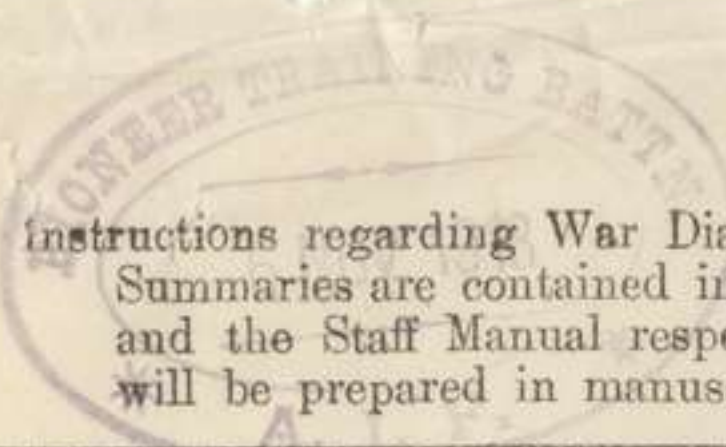 PIONEER TRAINING BATTN
Instructions regarding War Dia
Summaries are contained in
and the Staff Manual respe
will be prepared in manus
A.I.F.